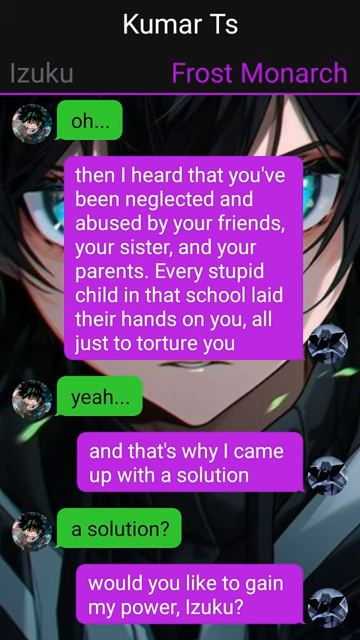 Kumar Ts
Izuku Frost Monarch
oh...
then I heard that you've
been neglected and
abused by your friends,
your sister, and your
parents. Every stupid
child in that school laid
their hands on you, all
just to torture you
yeah...
and that's why I came
up with a solution
a solution?
would you like to gain
my power, Izuku?